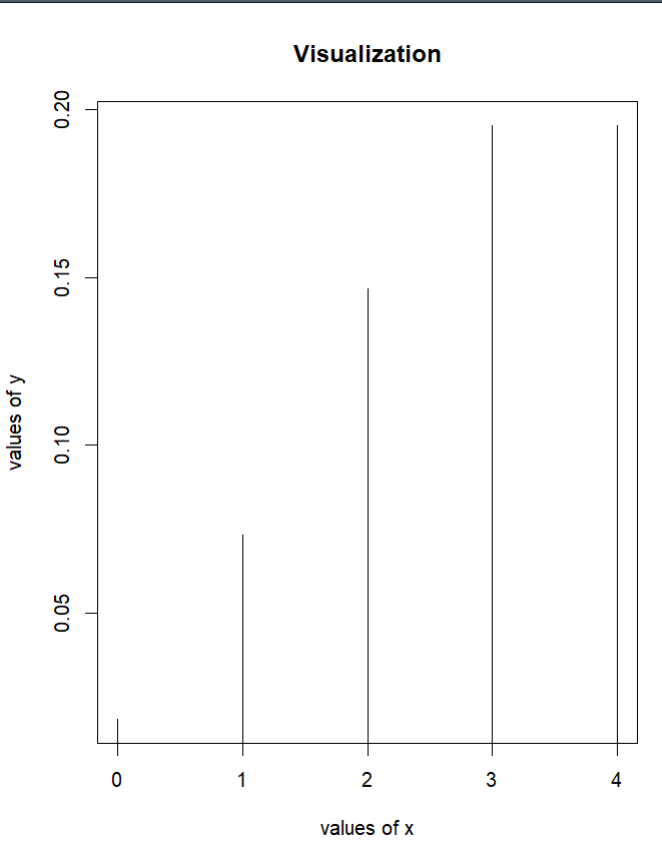 Visualization
0.20
0.15
0.10
0.05
values of y
0 1 2 3 4
values of x